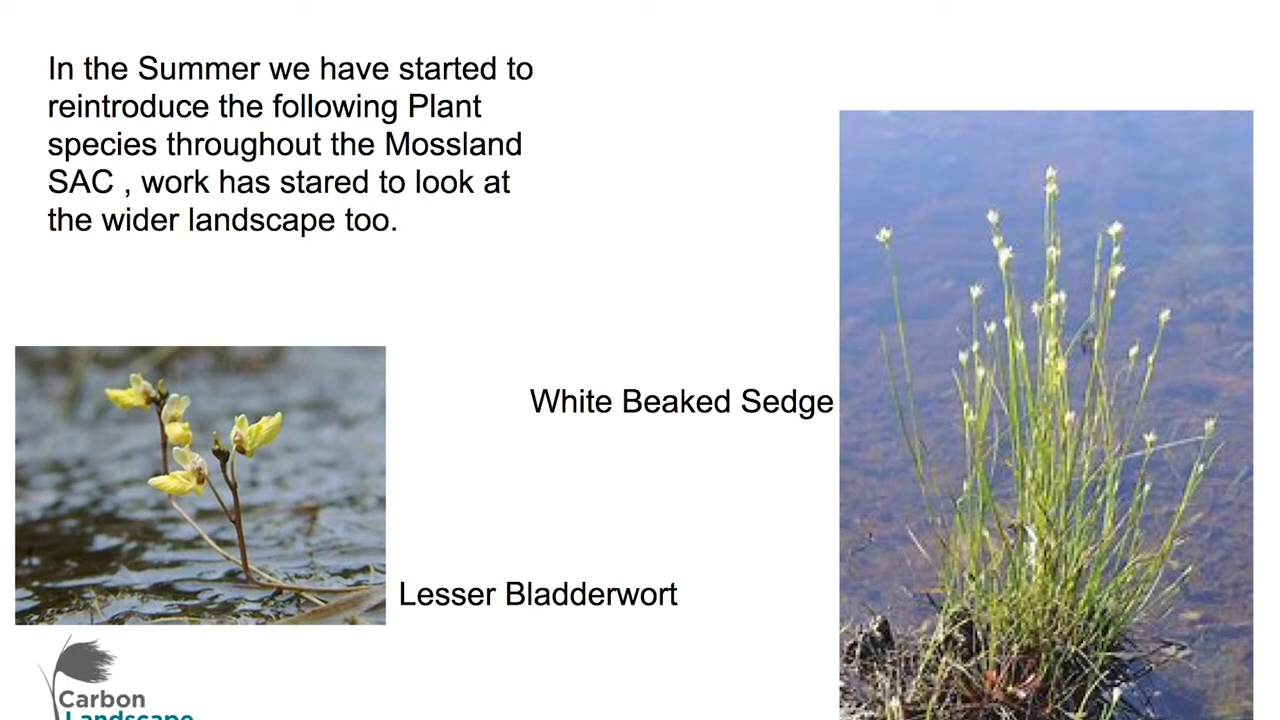 In the Summer we have started to
reintroduce the following Plant
species throughout the Mossland
SAC , work has stared to look at
the wider landscape too.
White Beaked Sedge
Lesser Bladderwort
Carbon
Landscape